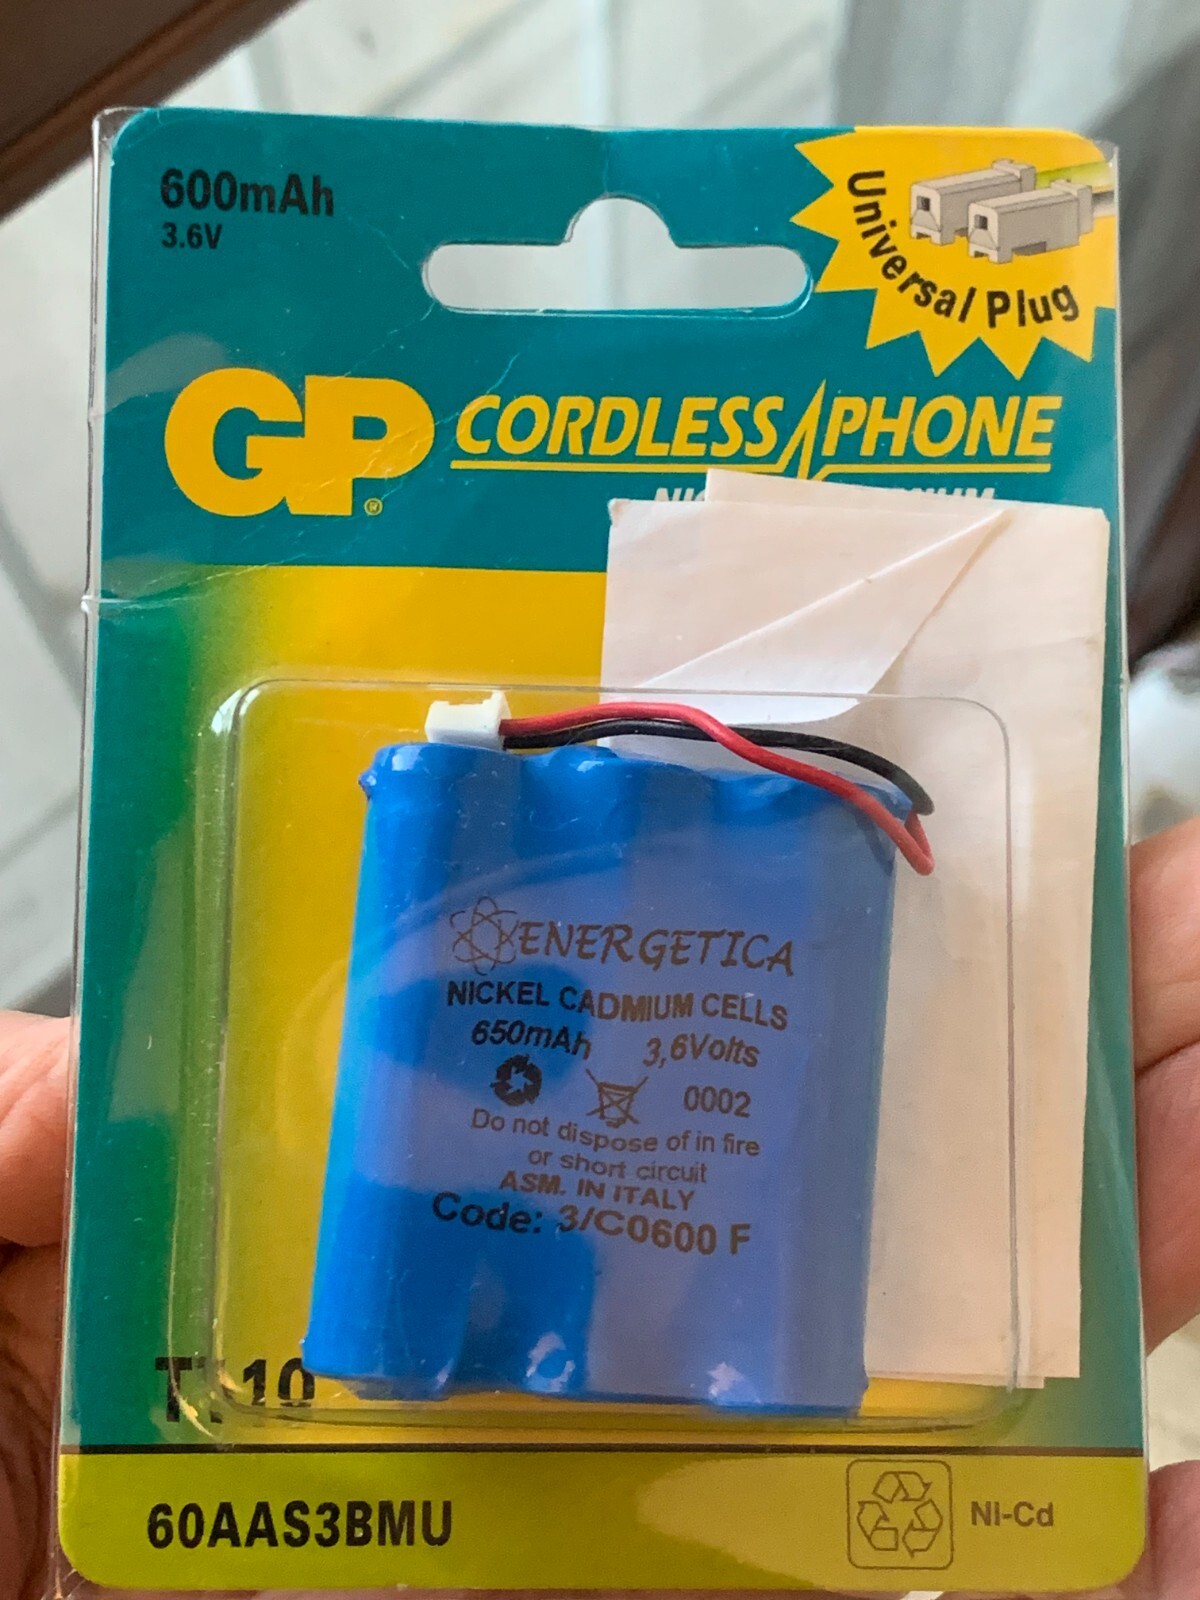 600mAh
3.6V
Universal Plug
GP®
CORDLESS PHONE
ENERGETICA
NICKEL CADMIUM CELLS
650mAh 3,6Volts
0002
Do not dispose of in fire
or short circuit
ASM. IN ITALY
Code: 3/C0600 F
60AAS3BMU
Ni-Cd